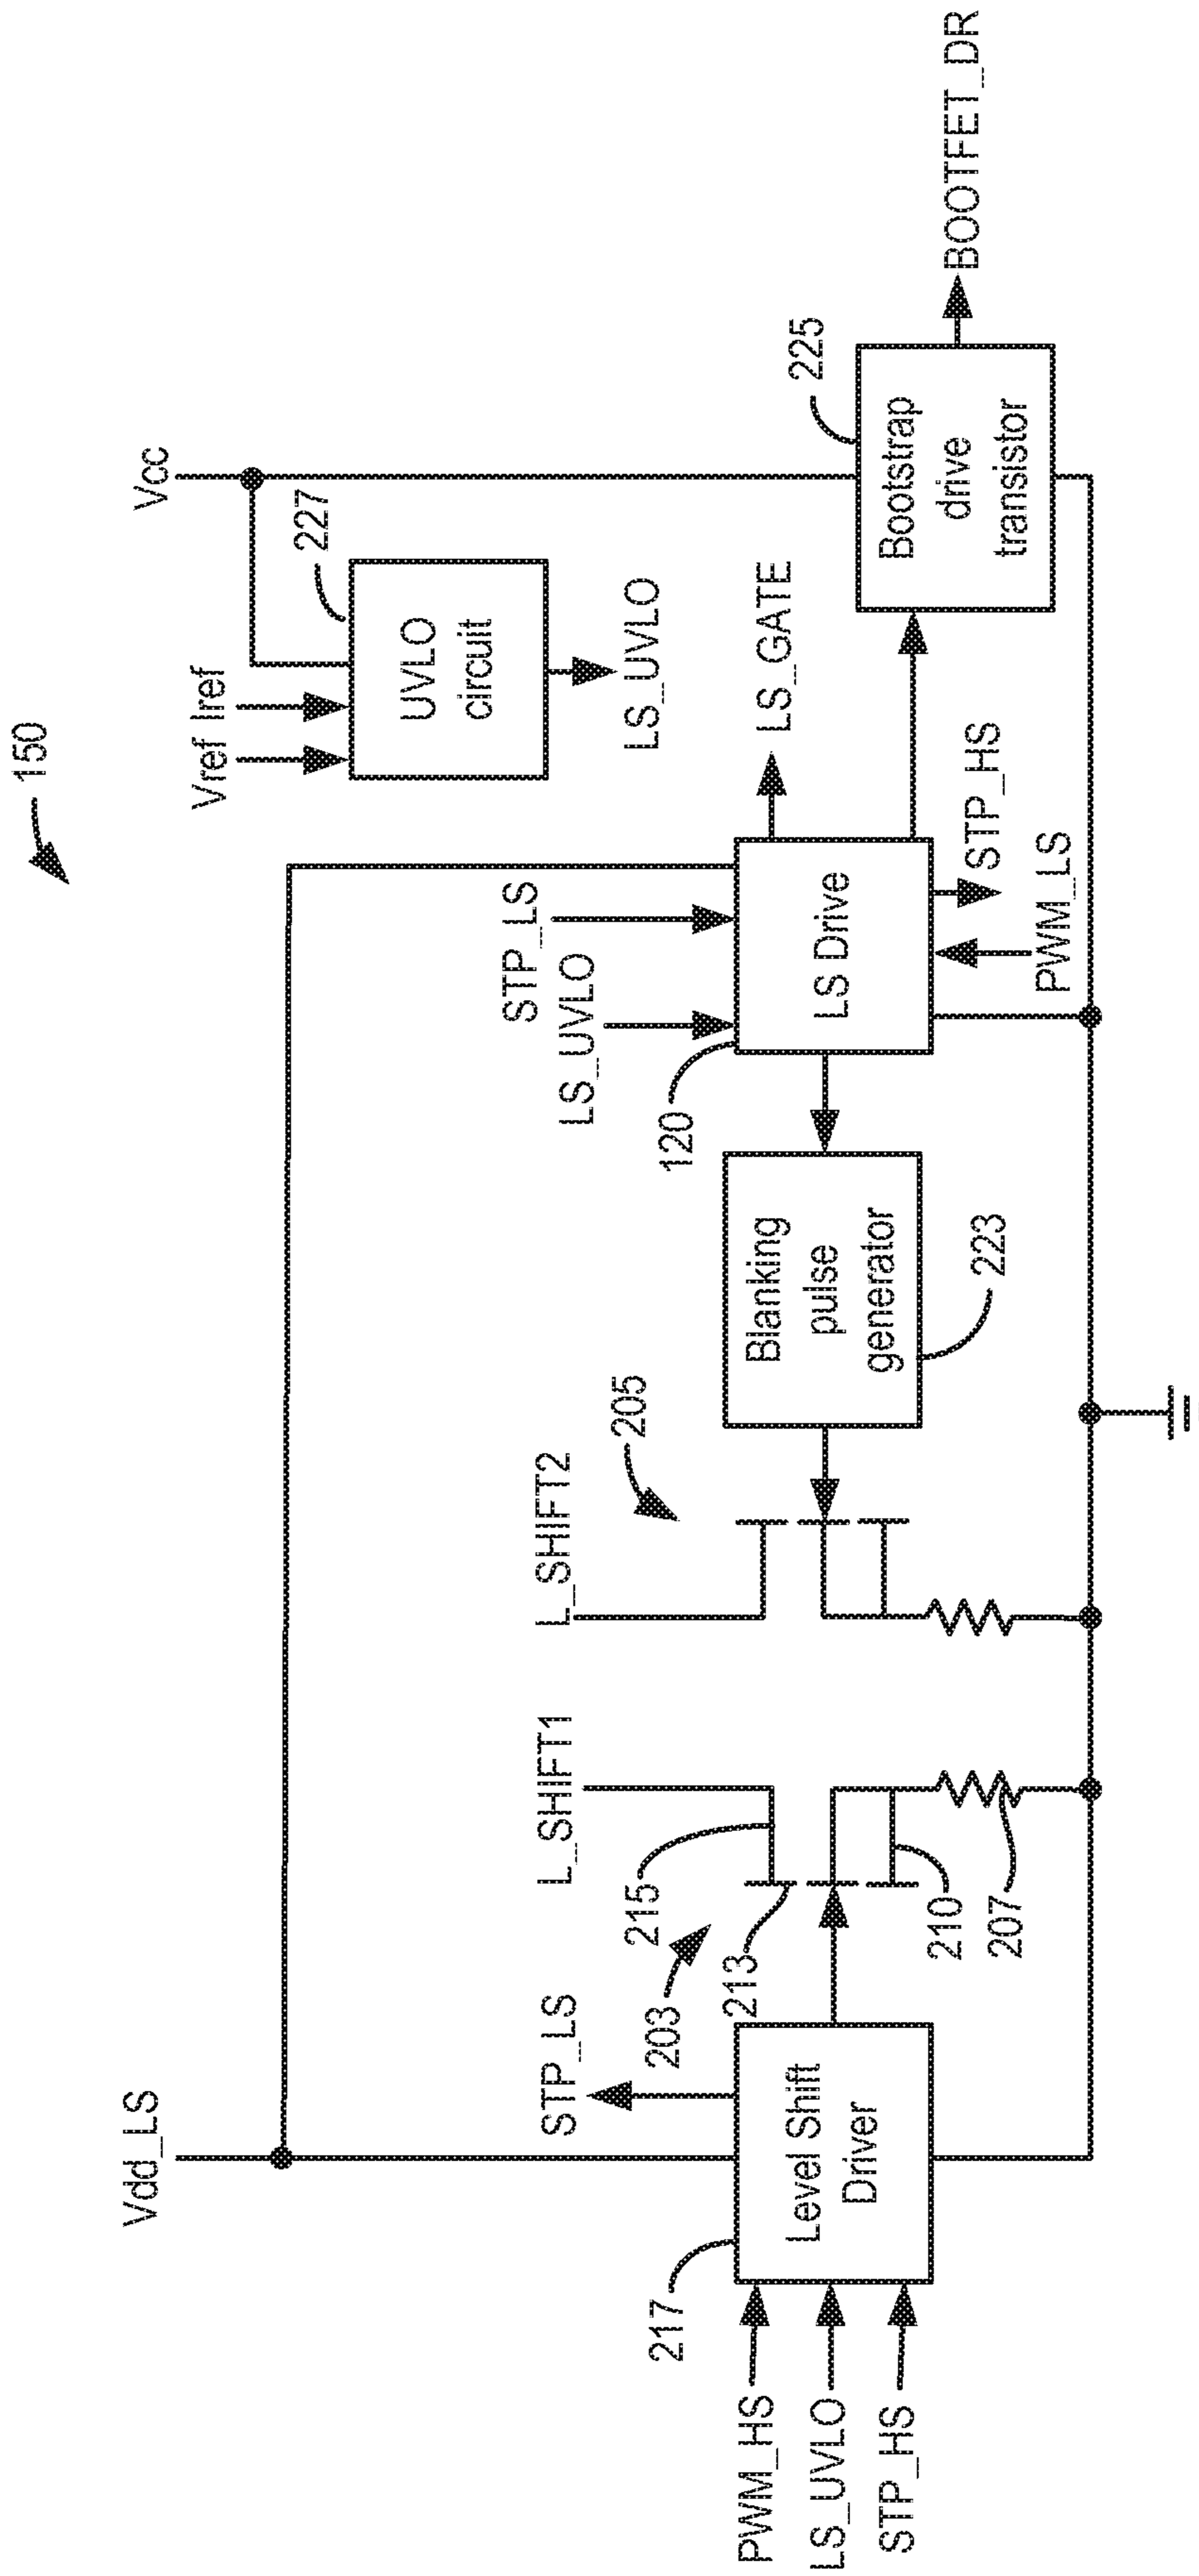 150
Vdd_LS
Vcc
Vref
Iref
227
UVLO
circuit
LS_UVLO
225
Bootstrap
drive
transistor
BOOTFET_DR
STP_LS
L_SHIFT1
L_SHIFT2
205
LS_UVLO
STP_LS
120
LS Drive
LS_GATE
STP_HS
PWM_LS
Blanking
pulse
generator
223
217
Level Shift
Driver
PWM_HS
LS_UVLO
STP_HS
203
213
215
210
207